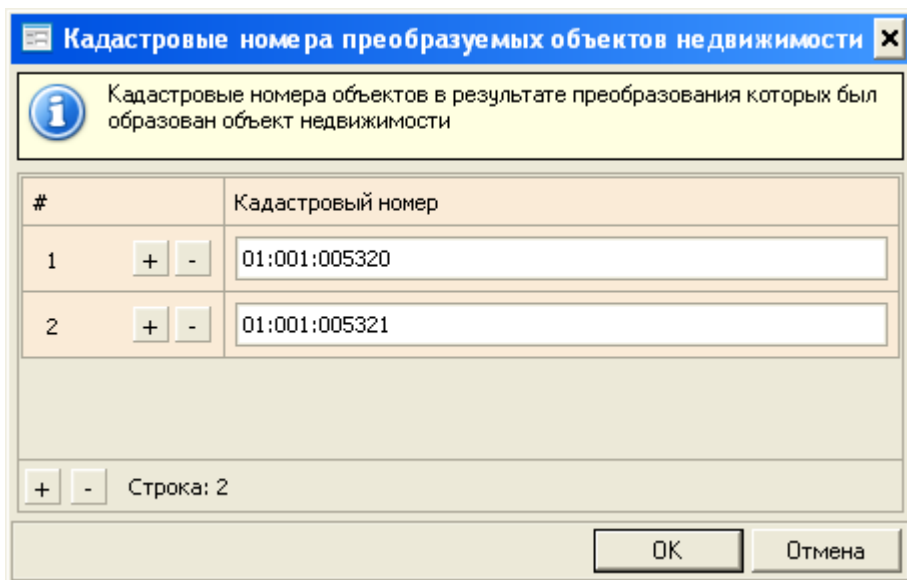 Кадастровые номера преобразуемых объектов недвижимости
Кадастровые номера объектов в результате преобразования которых был
образован объект недвижимости
# Кадастровый номер
1 + - 01:001:005320
2 + - 01:001:005321
+ - Строка: 2
OK Отмена